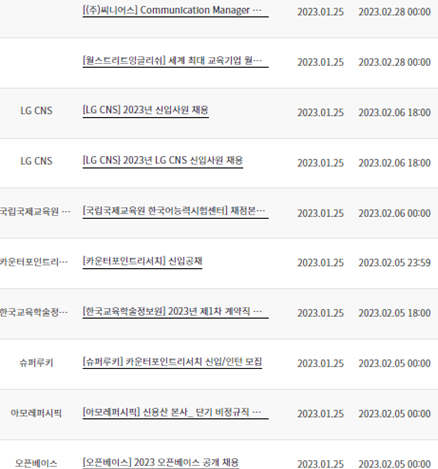 [(주)씨니어스] Communication Manager ··· 2023.01.25 2023.02.28 00:00
[월스트리트잉글리쉬] 세계 최대 교육기업 월··· 2023.01.25 2023.02.28 00:00
LG CNS [LG CNS] 2023년 신입사원 채용 2023.01.25 2023.02.06 18:00
LG CNS [LG CNS] 2023년 LG CNS 신입사원 채용 2023.01.25 2023.02.06 18:00
국립국제교육원 ··· [국립국제교육원 한국어능력시험센터] 채점본··· 2023.01.25 2023.02.06 00:00
카운터포인트리··· [카운터포인트리서치] 신입공채 2023.01.25 2023.02.05 23:59
한국교육학술정··· [한국교육학술정보원] 2023년 제1차 계약직 ··· 2023.01.25 2023.02.05 18:00
슈퍼루키 [슈퍼루키] 카운터포인트리서치 신입/인턴 모집 2023.01.25 2023.02.05 00:00
아모레퍼시픽 [아모레퍼시픽] 신용산 본사_ 단기 비정규직 ··· 2023.01.25 2023.02.05 00:00
오픈베이스 [오픈베이스] 2023 오픈베이스 공개 채용 2023.01.25 2023.02.05 00:00